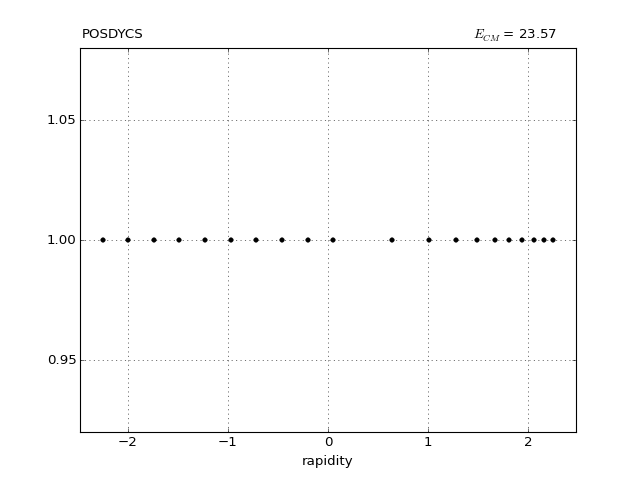 POSDYCS
E_CM = 23.57
1.05
1.00
0.95
−2 −1 0 1 2
rapidity